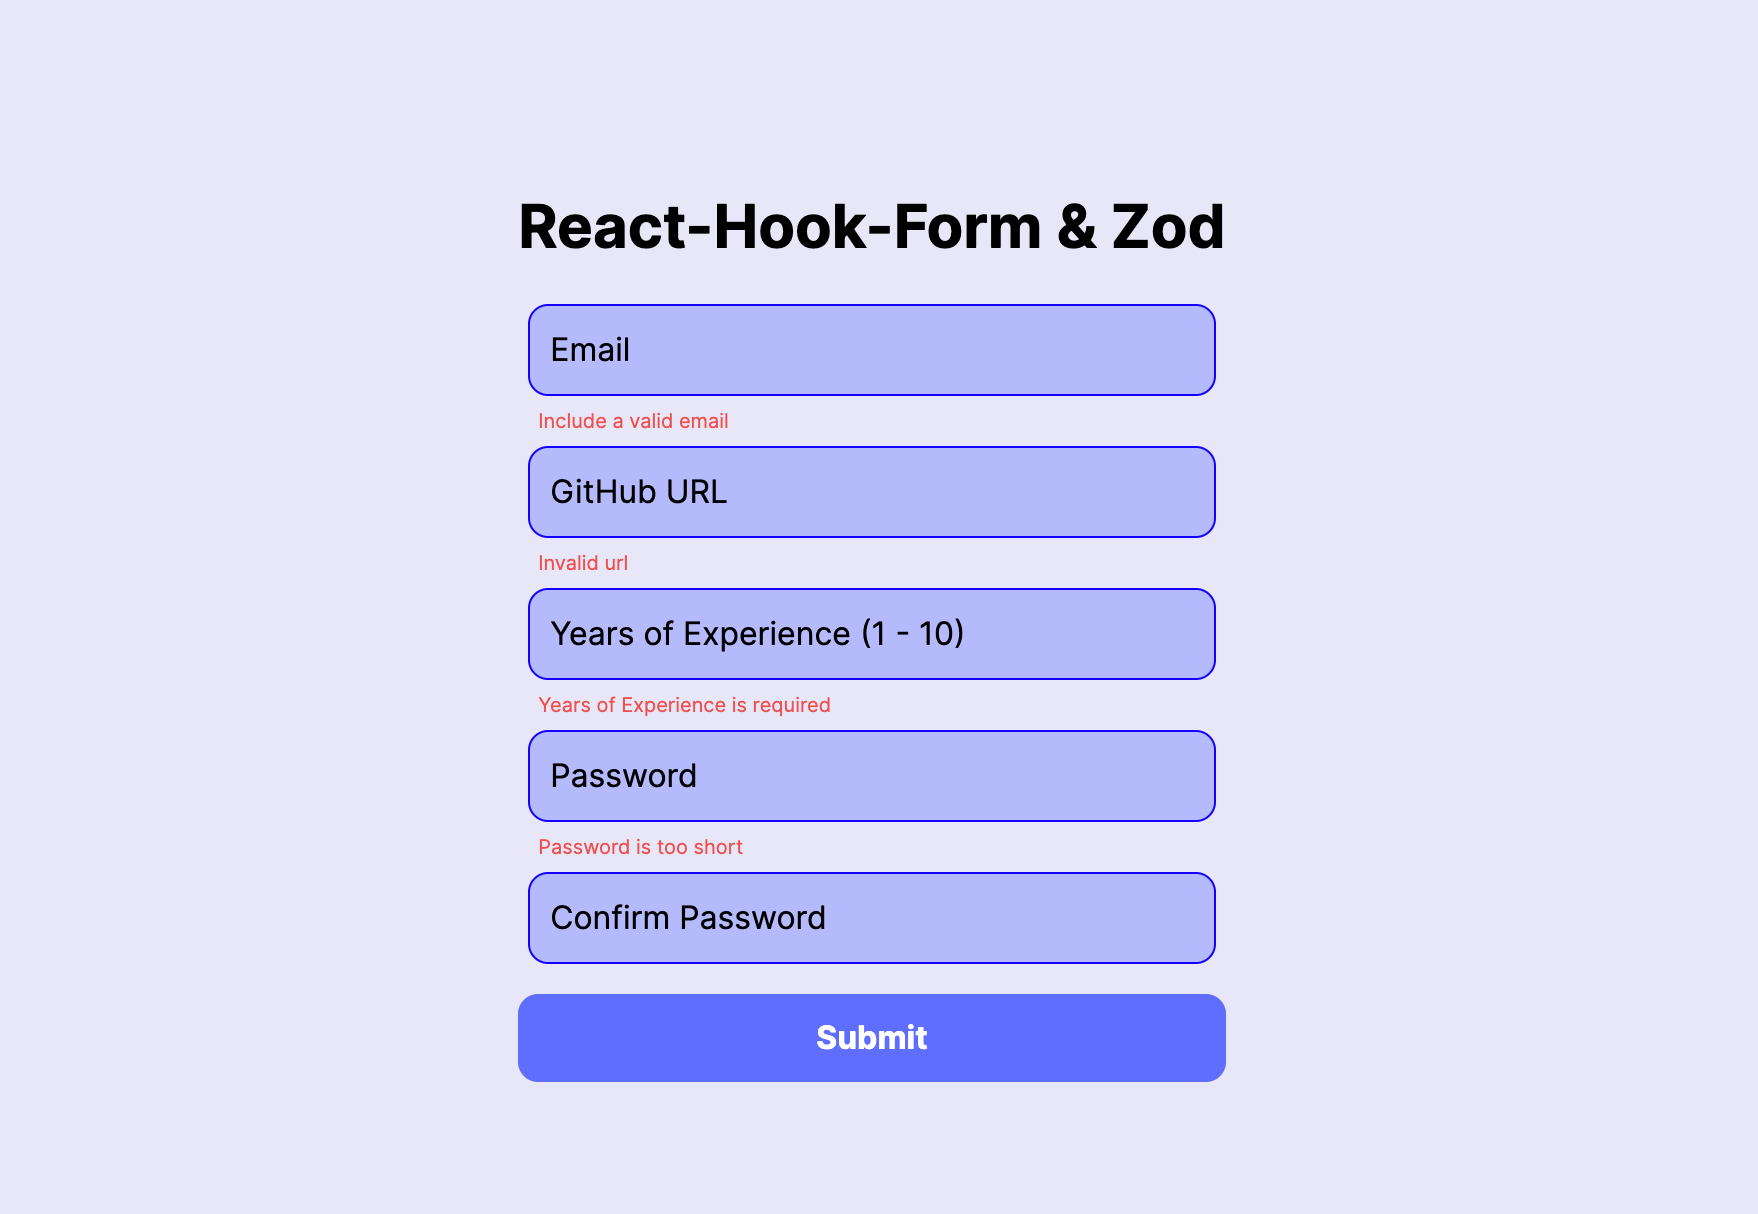 React-Hook-Form & Zod
Email
Include a valid email
GitHub URL
Invalid url
Years of Experience (1 - 10)
Years of Experience is required
Password
Password is too short
Confirm Password
Submit